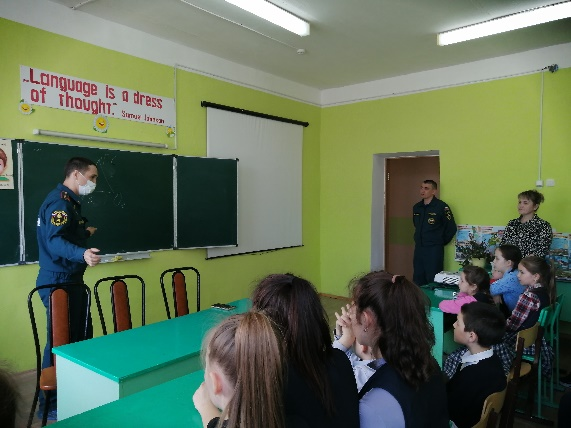 „Language is a dress
of thought.”
Samuel Johnson